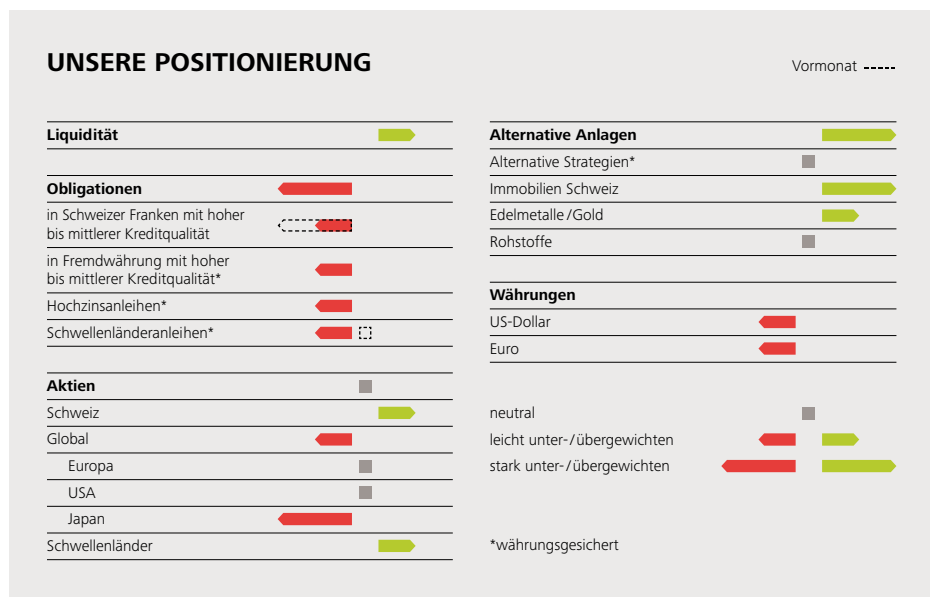 UNSERE POSITIONIERUNG
Vormonat
Liquidität
Obligationen
in Schweizer Franken mit hoher
bis mittlerer Kreditqualität
in Fremdwährung mit hoher
bis mittlerer Kreditqualität*
Hochzinsanleihen*
Schwellenländeranleihen*
Aktien
Schweiz
Global
Europa
USA
Japan
Schwellenländer
Alternative Anlagen
Alternative Strategien*
Immobilien Schweiz
Edelmetalle/Gold
Rohstoffe
Währungen
US-Dollar
Euro
neutral
leicht unter-/übergewichten
stark unter-/übergewichten
*währungsgesichert